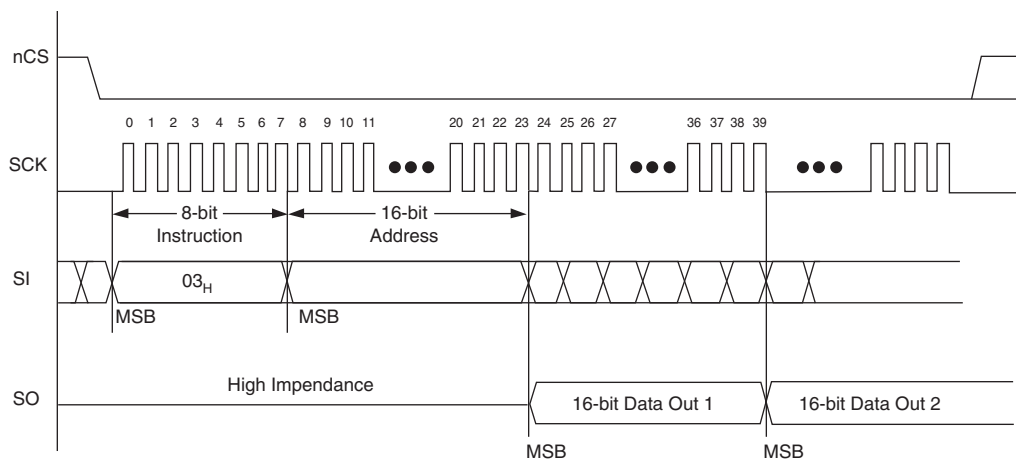 nCS
0 1 2 3 4 5 6 7 8 9 10 11 20 21 22 23 24 25 26 27 36 37 38 39
SCK
8-bit
Instruction
16-bit
Address
SI
03H
MSB
MSB
High Impendance
SO
16-bit Data Out 1
16-bit Data Out 2
MSB
MSB